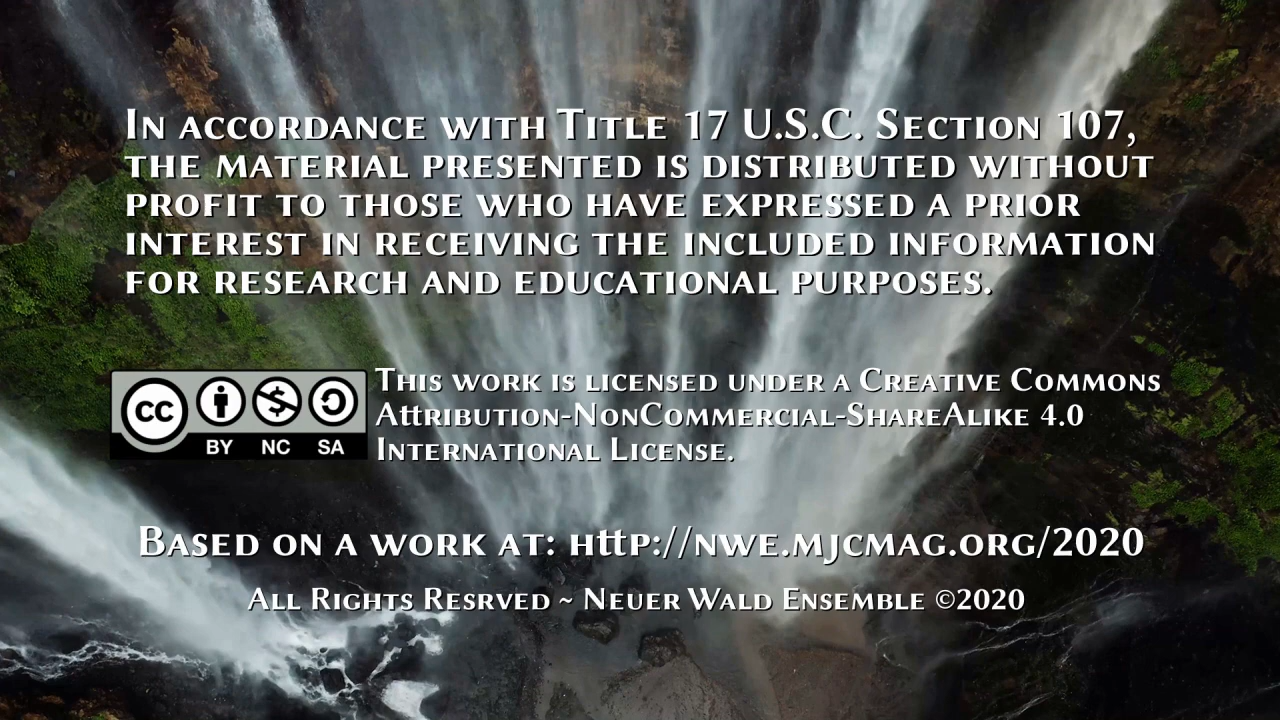 In accordance with Title 17 U.S.C. Section 107,
the material presented is distributed without
profit to those who have expressed a prior
interest in receiving the included information
for research and educational purposes.
cc BY NC SA
This work is licensed under a Creative Commons
Attribution-NonCommercial-ShareAlike 4.0
International License.
Based on a work at: http://nwe.mjcmag.org/2020
All Rights Resrved ~ Neuer Wald Ensemble ©2020